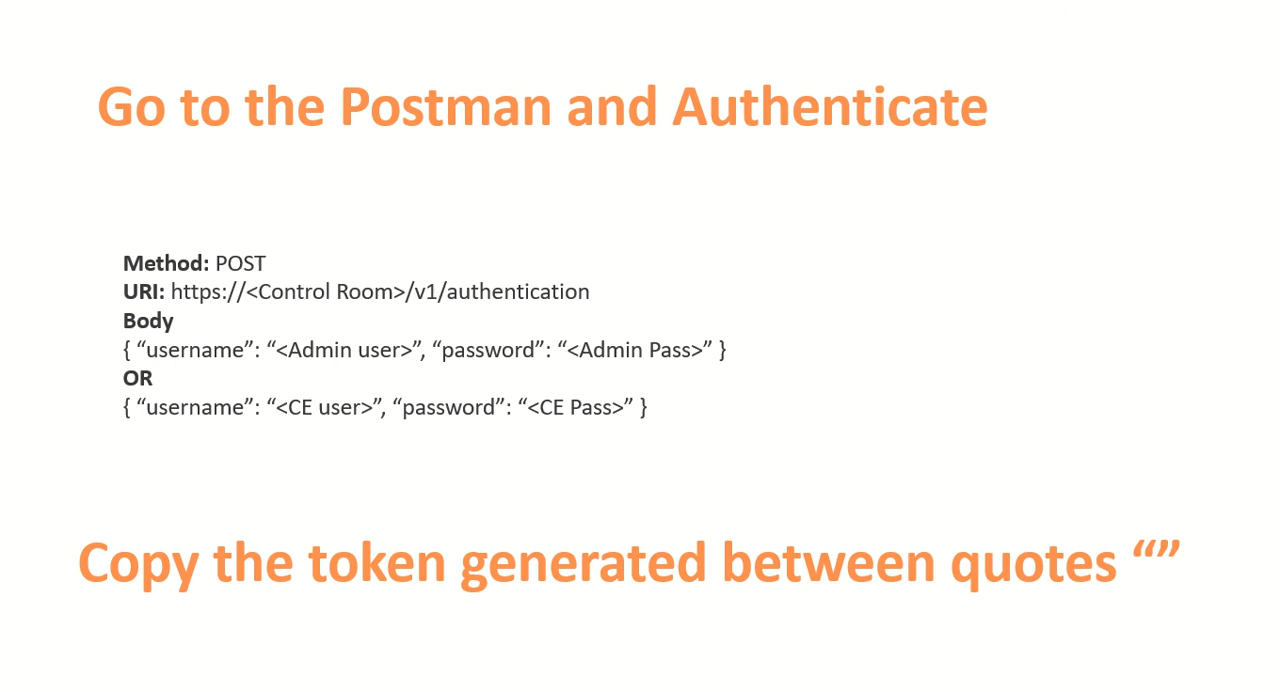 Go to the Postman and Authenticate
Method: POST
URI: https://<Control Room>/v1/authentication
Body
{ “username”: “<Admin user>”, “password”: “<Admin Pass>” }
OR
{ “username”: “<CE user>”, “password”: “<CE Pass>” }
Copy the token generated between quotes “”